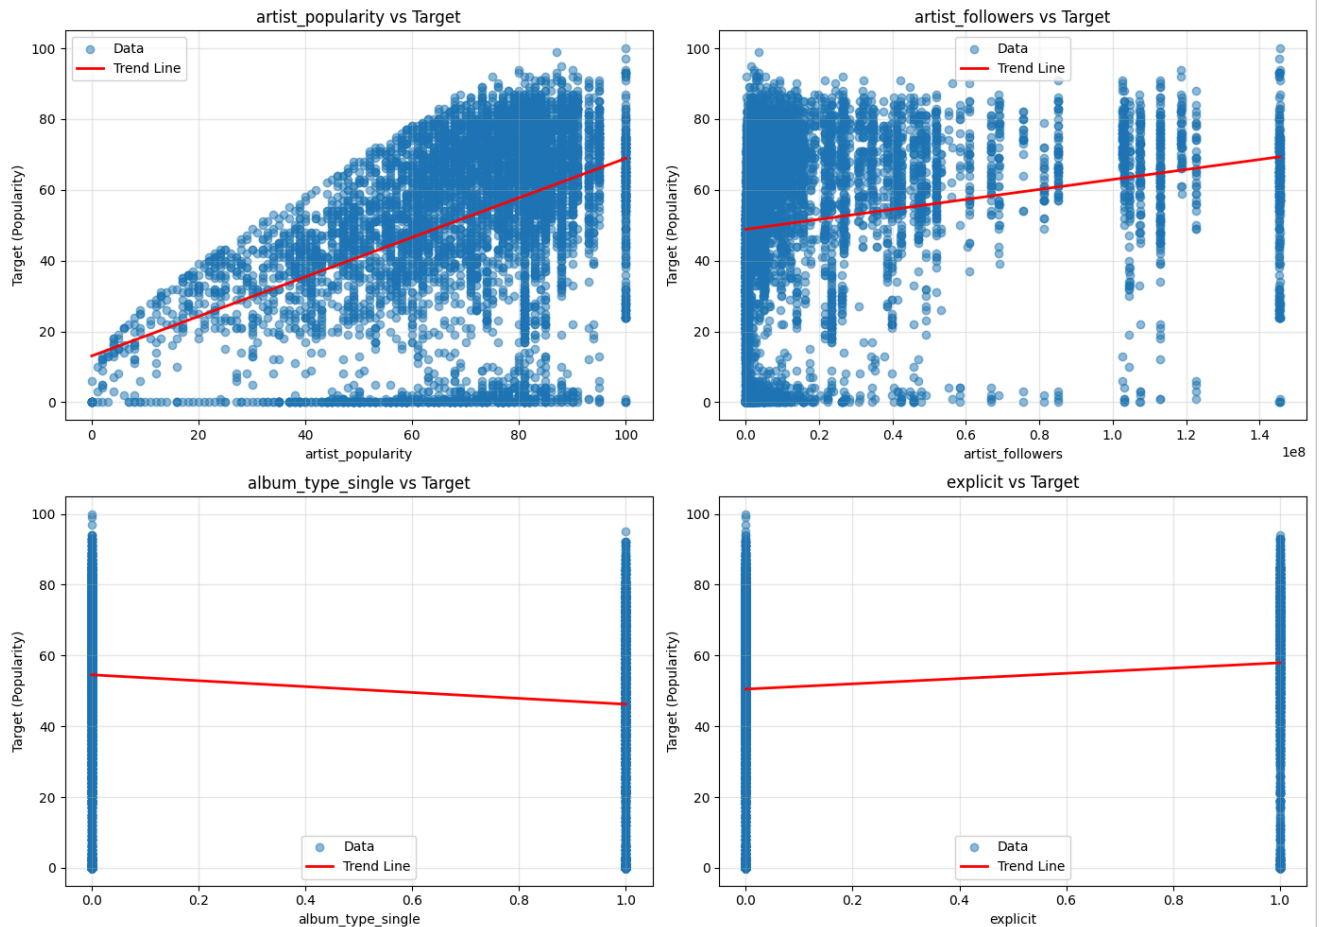 artist_popularity vs Target
Data
Trend Line
Target (Popularity)
100
80
60
40
20
0
0
20
40
60
80
100
artist_popularity
artist_followers vs Target
Data
Trend Line
Target (Popularity)
100
80
60
40
20
0
0.0
0.2
0.4
0.6
0.8
1.0
1.2
1.4
1e8
artist_followers
album_type_single vs Target
Target (Popularity)
100
80
60
40
20
0
Data
Trend Line
0.0
0.2
0.4
0.6
0.8
1.0
album_type_single
explicit vs Target
Target (Popularity)
100
80
60
40
20
0
Data
Trend Line
0.0
0.2
0.4
0.6
0.8
1.0
explicit